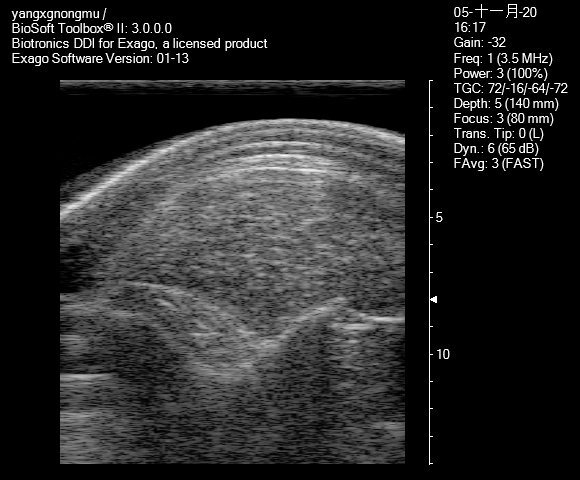 yangxgnongmu /
BioSoft Toolbox® II: 3.0.0.0
Biotronics DDI for Exago, a licensed product
Exago Software Version: 01-13
05-十一月-20
16:17
Gain: -32
Freq: 1 (3.5 MHz)
Power: 3 (100%)
TGC: 72/-16/-64/-72
Depth: 5 (140 mm)
Focus: 3 (80 mm)
Trans. Tip: 0 (L)
Dyn.: 6 (65 dB)
FAvg: 3 (FAST)
5
10